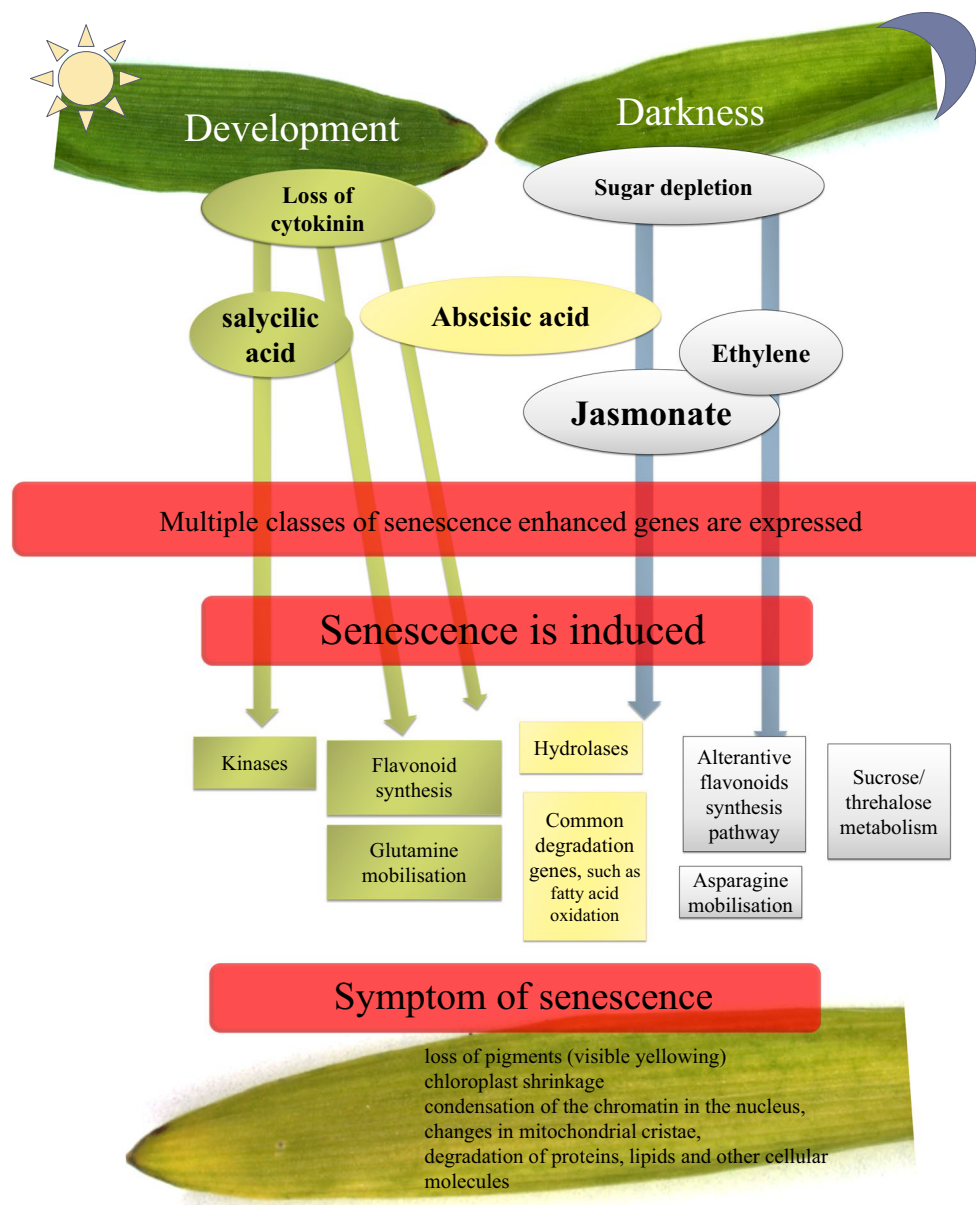 Development
Darkness
Loss of
cytokinin
Sugar depletion
salycilic
acid
Abscisic acid
Ethylene
Jasmonate
Multiple classes of senescence enhanced genes are expressed
Senescence is induced
Kinases
Flavonoid
synthesis
Glutamine
mobilisation
Hydrolases
Common
degradation
genes, such as
fatty acid
oxidation
Alterantive
flavonoids
synthesis
pathway
Asparagine
mobilisation
Sucrose/
threhalose
metabolism
Symptom of senescence
loss of pigments (visible yellowing)
chloroplast shrinkage
condensation of the chromatin in the nucleus,
changes in mitochondrial cristae,
degradation of proteins, lipids and other cellular
molecules